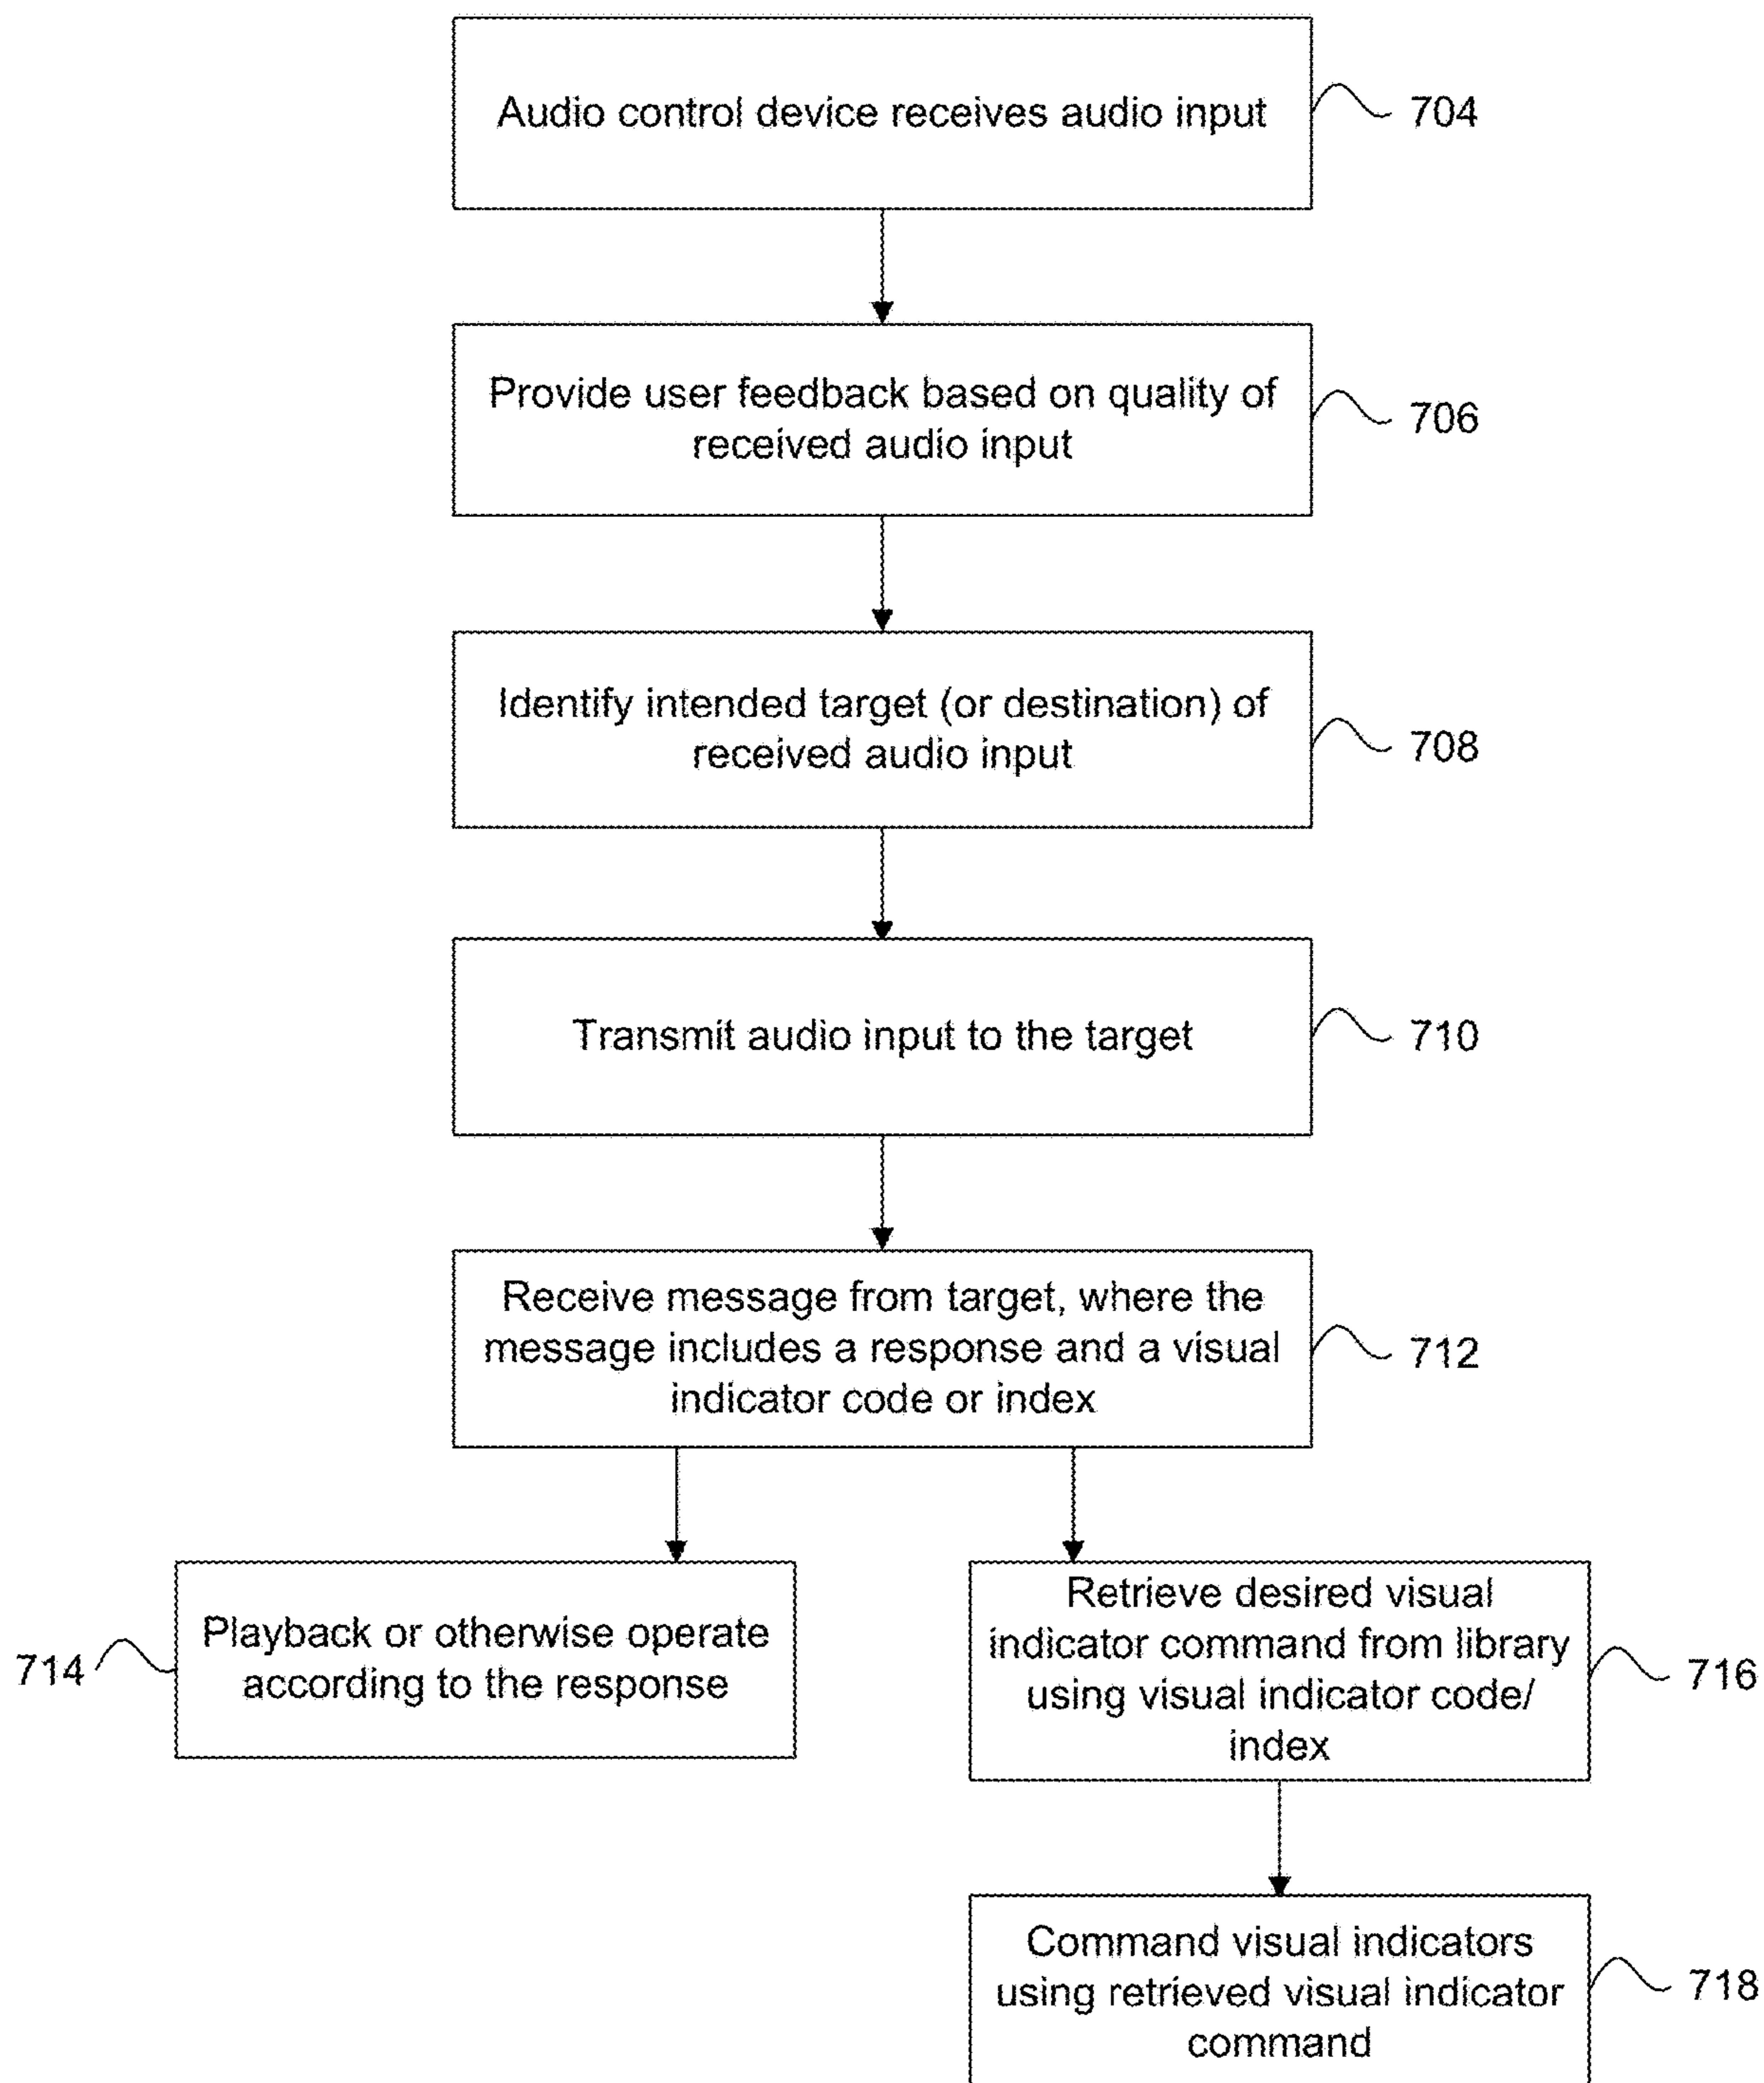 Audio control device receives audio input
704
Provide user feedback based on quality of
received audio input
706
Identify intended target (or destination) of
received audio input
708
Transmit audio input to the target
710
Receive message from target, where the
message includes a response and a visual
indicator code or index
712
Playback or otherwise operate
according to the response
714
Retrieve desired visual
indicator command from library
using visual indicator code/
index
716
Command visual indicators
using retrieved visual indicator
command
718